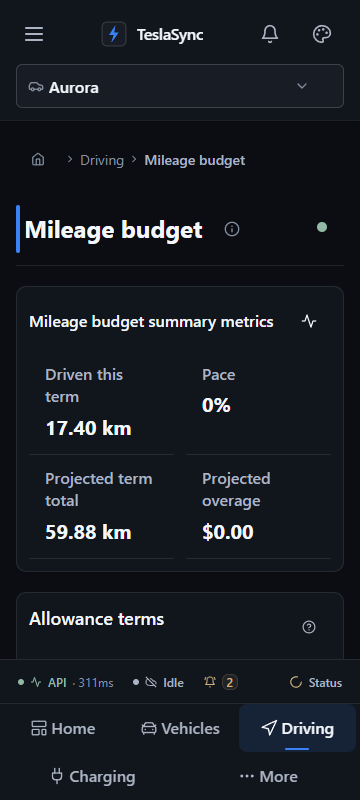 TeslaSync
Aurora
Driving
Mileage budget
Mileage budget
Mileage budget summary metrics
Driven this
term
17.40 km
Pace
0%
Projected term
total
59.88 km
Projected
overage
$0.00
Allowance terms
API · 311ms
Idle
2
Status
Home
Vehicles
Driving
Charging
More